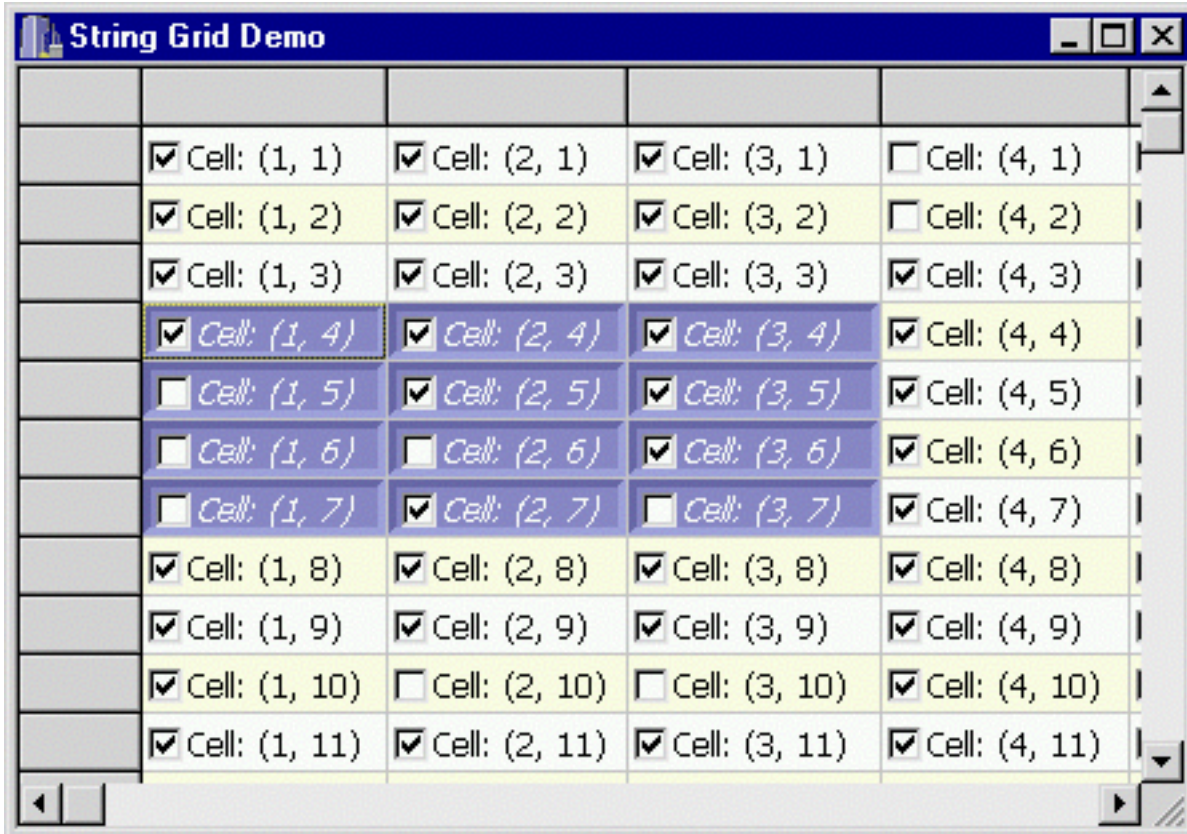 String Grid Demo
Cell: (1, 1) Cell: (2, 1) Cell: (3, 1) Cell: (4, 1)
Cell: (1, 2) Cell: (2, 2) Cell: (3, 2) Cell: (4, 2)
Cell: (1, 3) Cell: (2, 3) Cell: (3, 3) Cell: (4, 3)
Cell: (1, 4) Cell: (2, 4) Cell: (3, 4) Cell: (4, 4)
Cell: (1, 5) Cell: (2, 5) Cell: (3, 5) Cell: (4, 5)
Cell: (1, 6) Cell: (2, 6) Cell: (3, 6) Cell: (4, 6)
Cell: (1, 7) Cell: (2, 7) Cell: (3, 7) Cell: (4, 7)
Cell: (1, 8) Cell: (2, 8) Cell: (3, 8) Cell: (4, 8)
Cell: (1, 9) Cell: (2, 9) Cell: (3, 9) Cell: (4, 9)
Cell: (1, 10) Cell: (2, 10) Cell: (3, 10) Cell: (4, 10)
Cell: (1, 11) Cell: (2, 11) Cell: (3, 11) Cell: (4, 11)